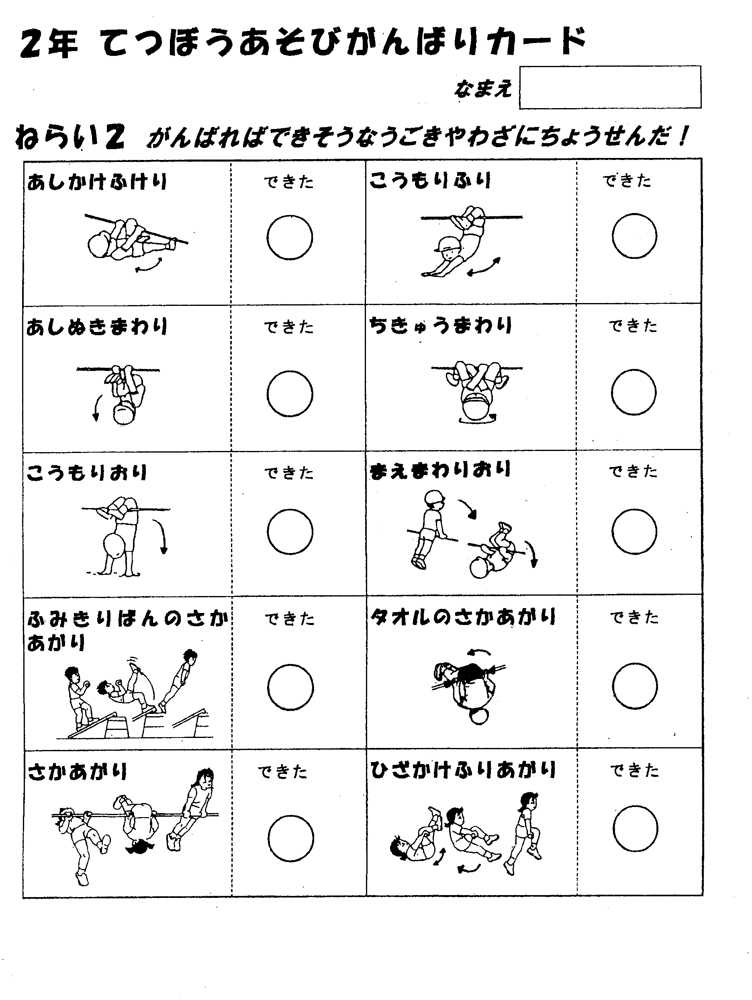 2年 てつぼうあそびがんばりカード
なまえ
ねらい2 がんばればできそうなうごきやわざにちょうせんだ！
あしかけふけり できた こうもりふり できた
あしぬきまわり できた ちきゅうまわり できた
こうもりおり できた まえまわりおり できた
ふみきりばんのさか できた タオルのさかあがり できた
あがり
さかあがり できた ひざかけふりあがり できた